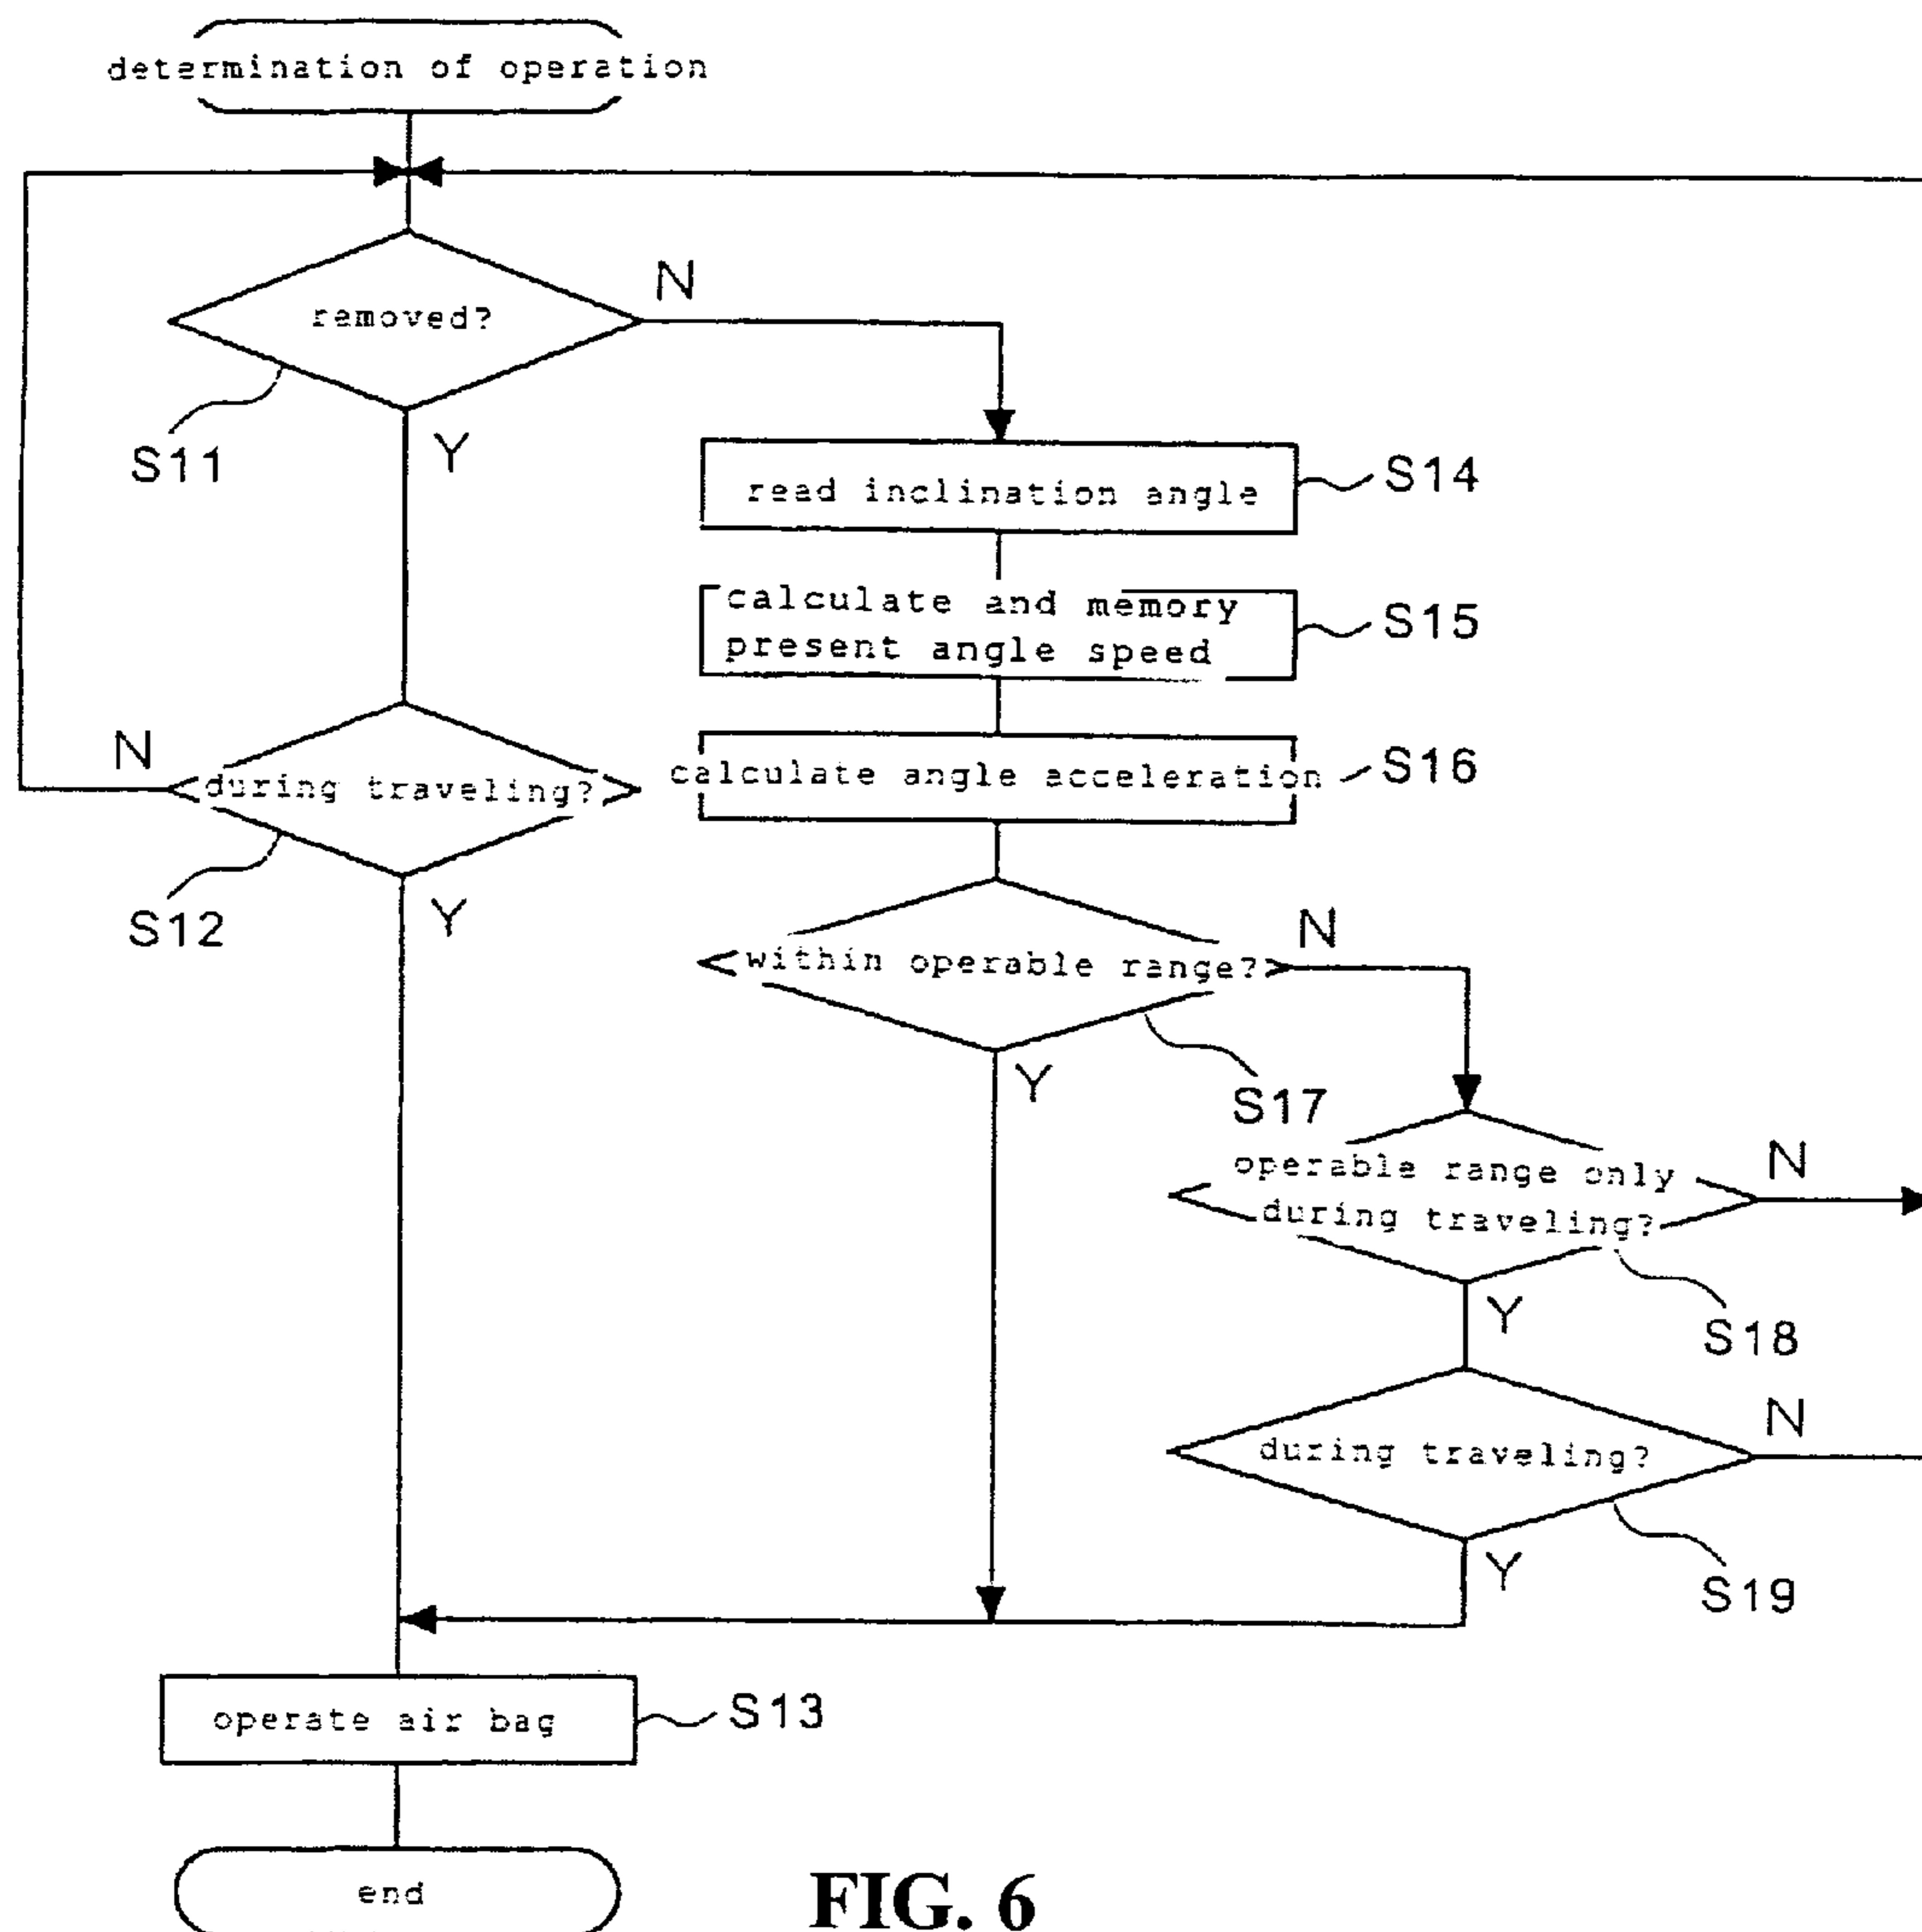 determination of operation
removed?
N
S11
Y
read inclination angle
S14
calculate and memory
present angle speed
S15
calculate angle acceleration
S16
N
during traveling?
S12
Y
within operable range?
N
Y
S17
operable range only
during traveling?
N
Y
S18
during traveling?
N
Y
S19
operate air bag
S13
end
FIG. 6